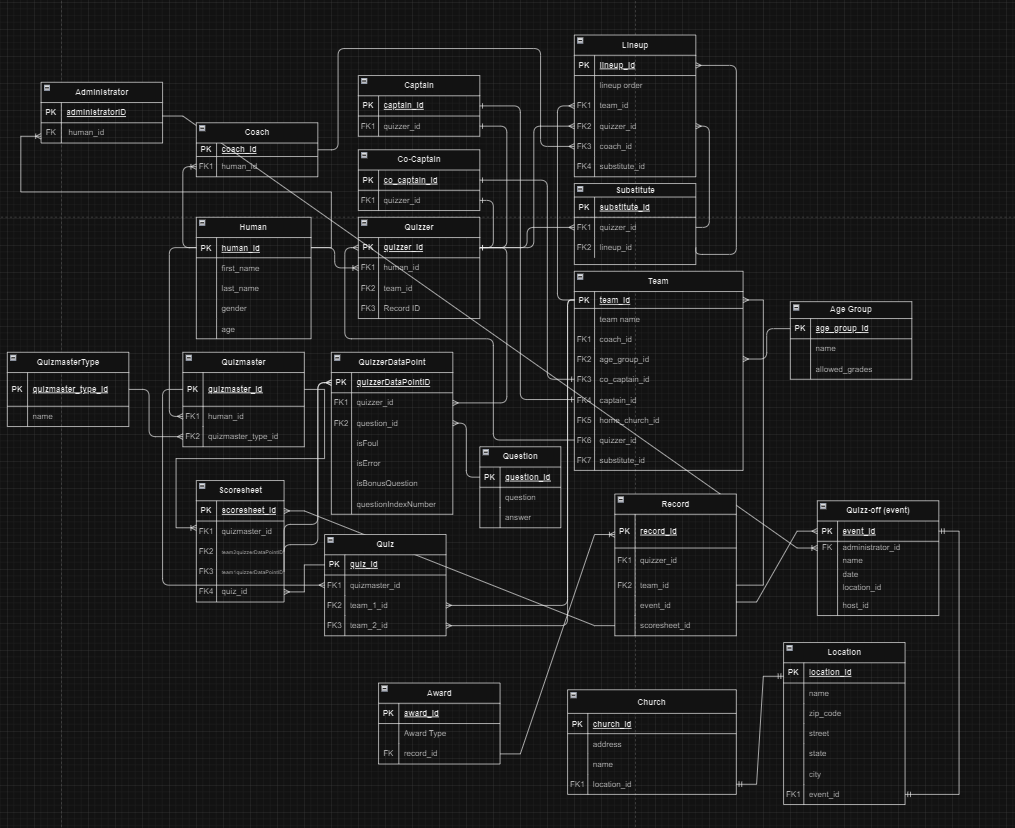 Administrator
PK administratorID
FK human_id
Coach
PK coach_id
FK1 human_id
Captain
PK captain_id
FK1 quizzer_id
Co-Captain
PK co_captain_id
FK1 quizzer_id
Lineup
PK lineup_id
lineup order
FK1 team_id
FK2 quizzer_id
FK3 coach_id
FK4 substitute_id
Substitute
PK substitute_id
FK1 quizzer_id
FK2 lineup_id
Human
PK human_id
first_name
last_name
gender
age
Quizzer
PK quizzer_id
FK1 human_id
FK2 team_id
FK3 Record ID
Team
PK team_id
team name
FK1 coach_id
FK2 age_group_id
FK3 co_captain_id
FK4 captain_id
FK5 home_church_id
FK6 quizzer_id
FK7 substitute_id
Age Group
PK age_group_id
name
allowed_grades
QuizmasterType
PK quizmaster_type_id
name
Quizmaster
PK quizmaster_id
FK1 human_id
FK2 quizmaster_type_id
QuizzerDataPoint
PK quizzerDataPointID
FK1 quizzer_id
FK2 question_id
isFoul
isError
isBonusQuestion
questionIndexNumber
Question
PK question_id
question
answer
Scoresheet
PK scoresheet_id
FK1 quizmaster_id
FK2 team2quizzerDataPointID
FK3 team1quizzerDataPointID
FK4 quiz_id
Quiz
PK quiz_id
FK1 quizmaster_id
FK2 team_1_id
FK3 team_2_id
Record
PK record_id
FK1 quizzer_id
FK2 team_id
event_id
scoresheet_id
Quizz-off (event)
PK event_id
FK administrator_id
name
date
location_id
host_id
Award
PK award_id
Award Type
FK record_id
Church
PK church_id
address
name
FK1 location_id
Location
PK location_id
name
zip_code
street
state
city
FK1 event_id